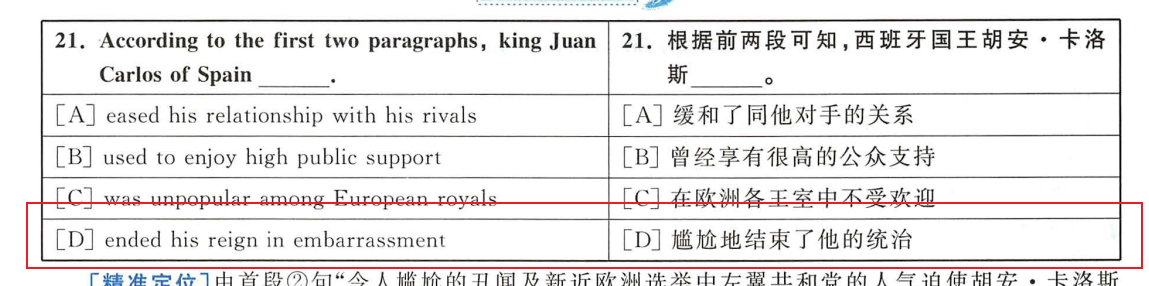 21. According to the first two paragraphs, king Juan
Carlos of Spain ______.
21. 根据前两段可知,西班牙国王胡安·卡洛
斯______。
[A] eased his relationship with his rivals
[A] 缓和了同他对手的关系
[B] used to enjoy high public support
[B] 曾经享有很高的公众支持
[C] was unpopular among European royals
[C] 在欧洲各王室中不受欢迎
[D] ended his reign in embarrassment
[D] 尴尬地结束了他的统治
[精准定位]由首段②句“令人尴尬的丑闻及新近欧洲选举中左翼共和党的人气迫使胡安·卡洛斯